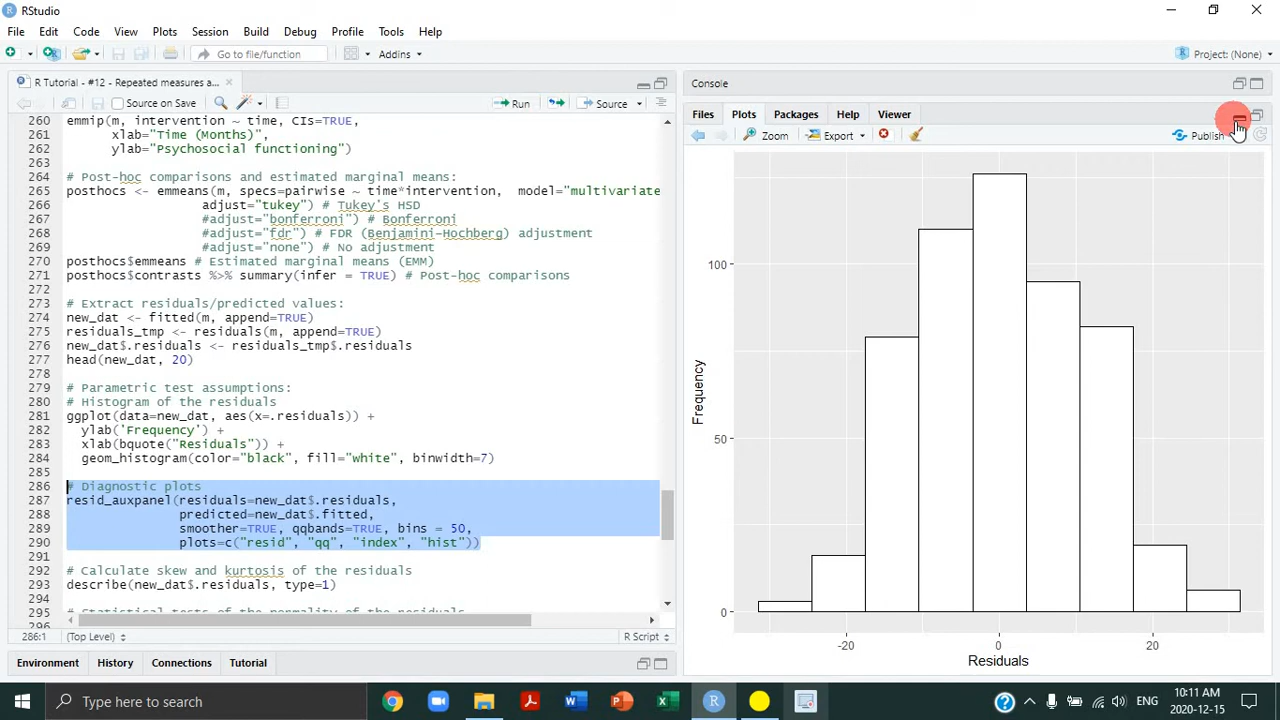 RStudio
File Edit Code View Plots Session Build Debug Profile Tools Help
Go to file/function Addins Project: (None)
R Tutorial - #12 - Repeated measures a...
Source on Save Run Source
260 emmip(m, intervention ~ time, CIs=TRUE,
261 xlab="Time (Months)",
262 ylab="Psychosocial functioning")
263
264 # Post-hoc comparisons and estimated marginal means:
265 posthocs <- emmeans(m, specs=pairwise ~ time*intervention, model="multivariate
266 adjust="tukey") # Tukey's HSD
267 #adjust="bonferroni") # Bonferroni
268 #adjust="fdr") # FDR (Benjamini-Hochberg) adjustment
269 #adjust="none") # No adjustment
270 posthocs$emmeans # Estimated marginal means (EMM)
271 posthocs$contrasts %>% summary(infer = TRUE) # Post-hoc comparisons
272
273 # Extract residuals/predicted values:
274 new_dat <- fitted(m, append=TRUE)
275 residuals_tmp <- residuals(m, append=TRUE)
276 new_dat$.residuals <- residuals_tmp$.residuals
277 head(new_dat, 20)
278
279 # Parametric test assumptions:
280 # Histogram of the residuals
281 ggplot(data=new_dat, aes(x=.residuals)) +
282 ylab('Frequency') +
283 xlab(bquote("Residuals")) +
284 geom_histogram(color="black", fill="white", binwidth=7)
285
286 # Diagnostic plots
287 resid_auxpanel(residuals=new_dat$.residuals,
288 predicted=new_dat$.fitted,
289 smoother=TRUE, qqbands=TRUE, bins = 50,
290 plots=c("resid", "qq", "index", "hist"))
291
292 # Calculate skew and kurtosis of the residuals
293 describe(new_dat$.residuals, type=1)
294
295 # Statistical tests of the normality of the residuals
296
286:1 (Top Level) R Script
Environment History Connections Tutorial
Console
Files Plots Packages Help Viewer
Zoom Export Publish
100
50
0
Frequency
-20 0 20
Residuals
Type here to search
ENG
10:11 AM
2020-12-15